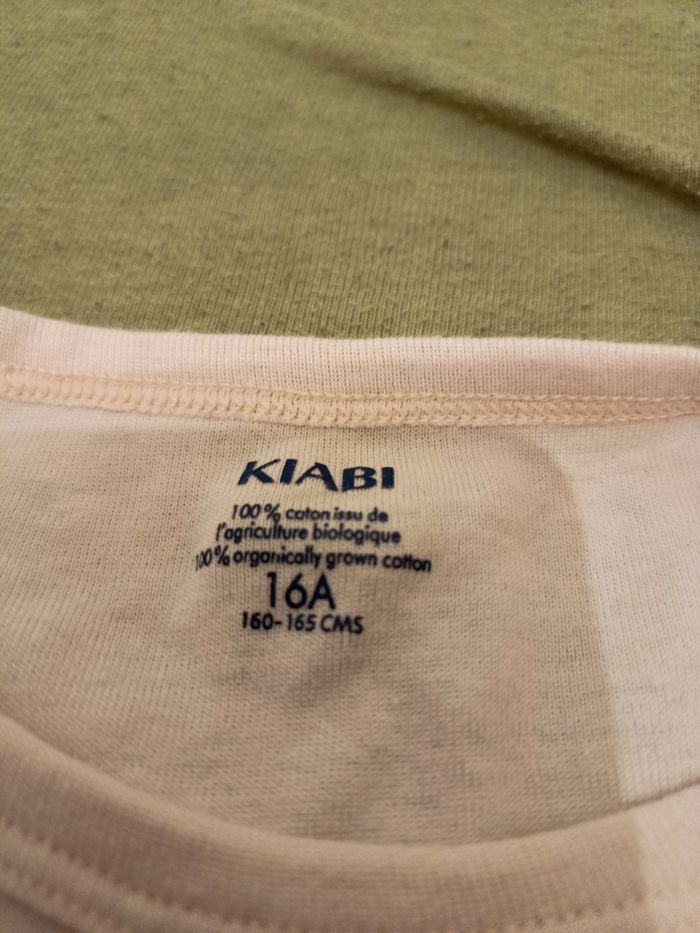 KIABI
100% coton issu de
l'agriculture biologique
100% organically grown cotton
16A
160-165 CMS